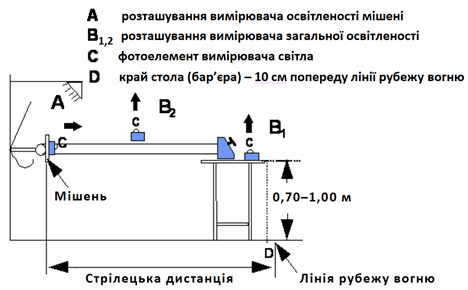 A розташування вимірювача освітленості мішені
B1,2 розташування вимірювача загальної освітленості
C фотоелемент вимірювача світла
D край стола (бар’єра) – 10 см попереду лінії рубежу вогню
A
B2
C
C
C
B1
Мішень
0,70–1,00 м
D
Стрілецька дистанція
Лінія рубежу вогню